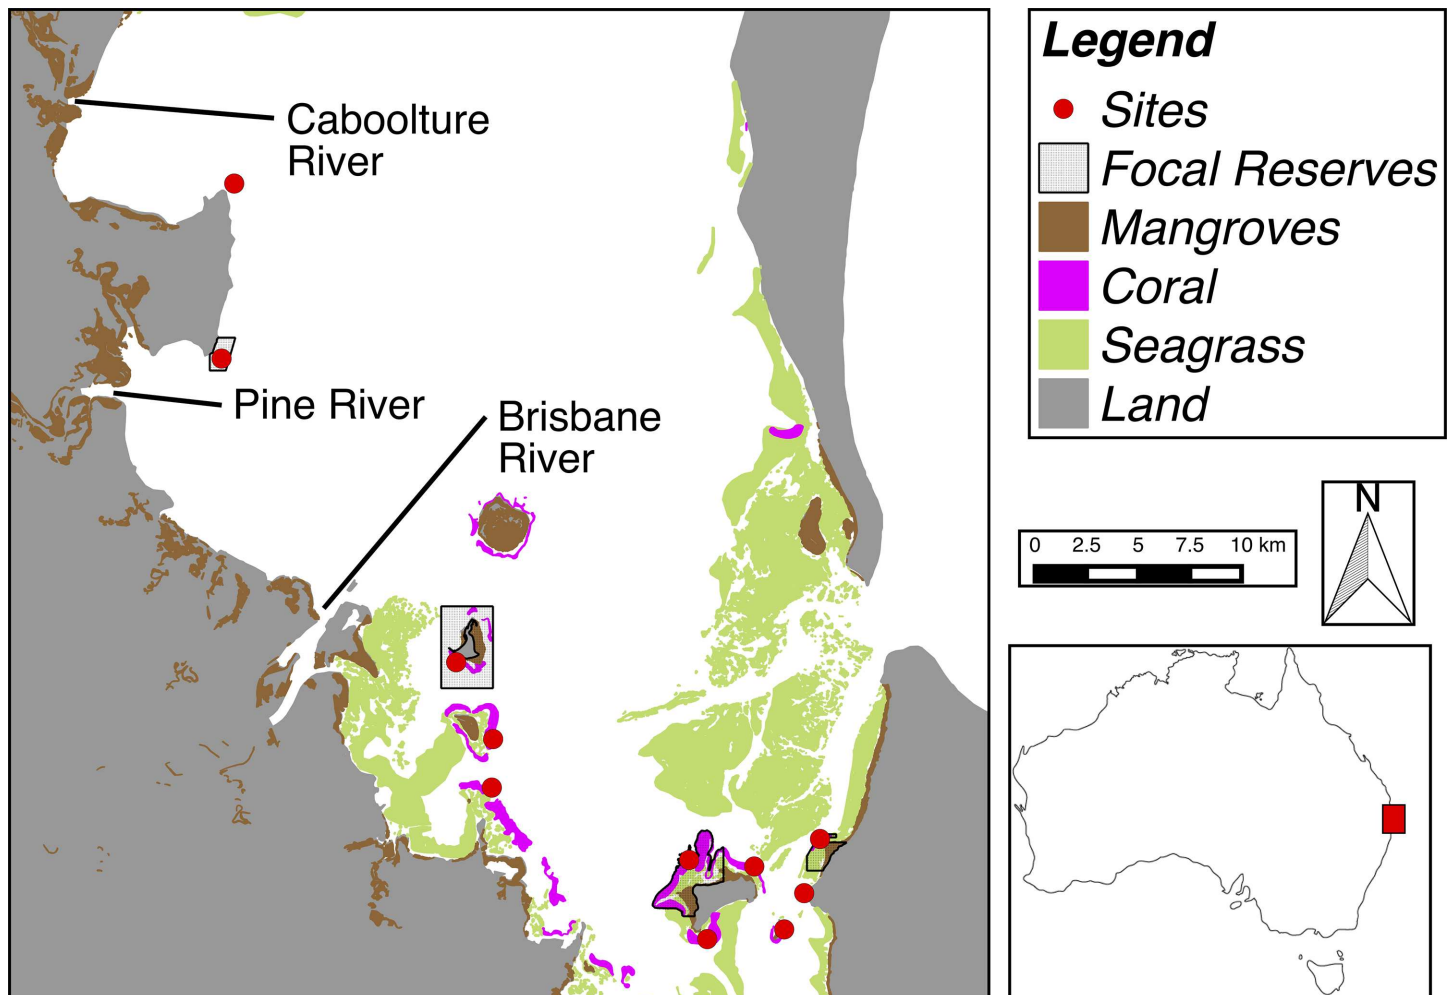 Caboolture
River
Pine River
Brisbane
River
Legend
Sites
Focal Reserves
Mangroves
Coral
Seagrass
Land
0 2.5 5 7.5 10 km
N